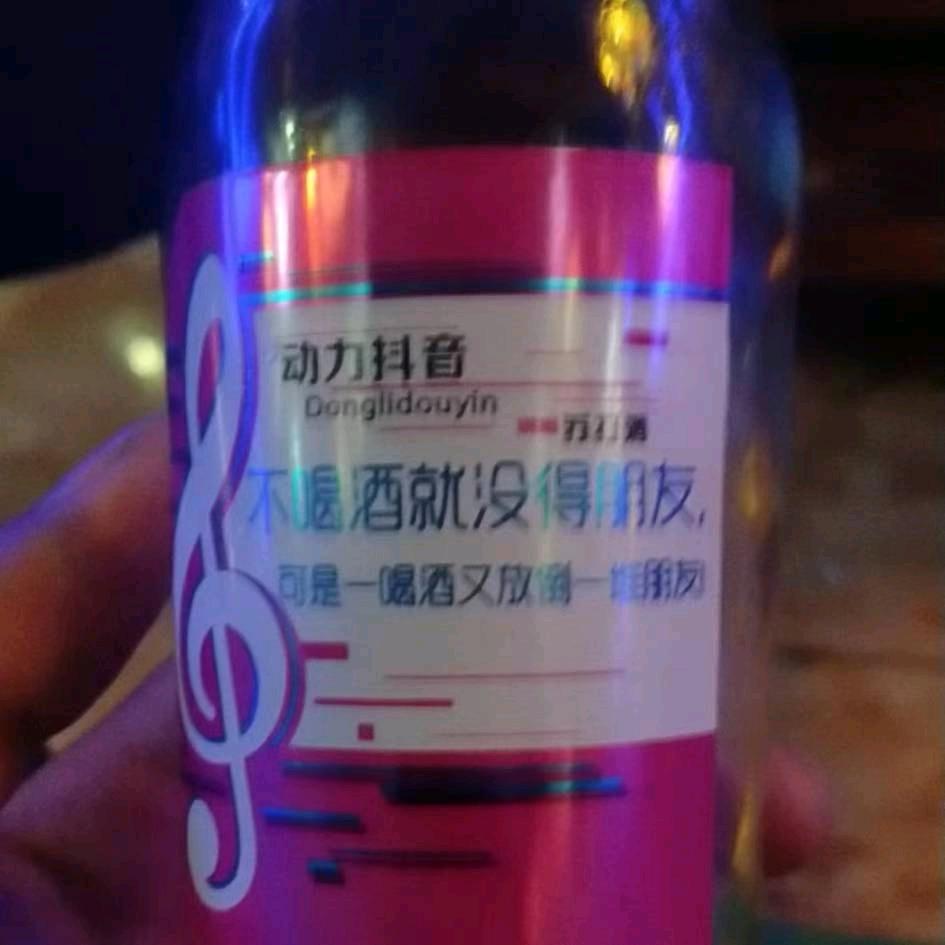 动力抖音
Donglidouyin
苏打酒
不喝酒就没得朋友,
可是一喝酒又放倒一堆朋友!